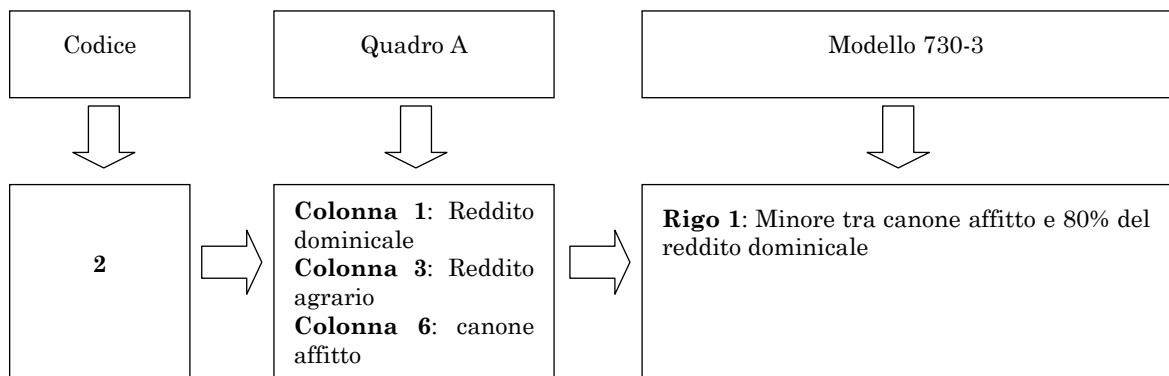 Codice
Quadro A
Modello 730-3
2
Colonna 1: Reddito
dominicale
Colonna 3: Reddito
agrario
Colonna 6: canone
affitto
Rigo 1: Minore tra canone affitto e 80% del
reddito dominicale